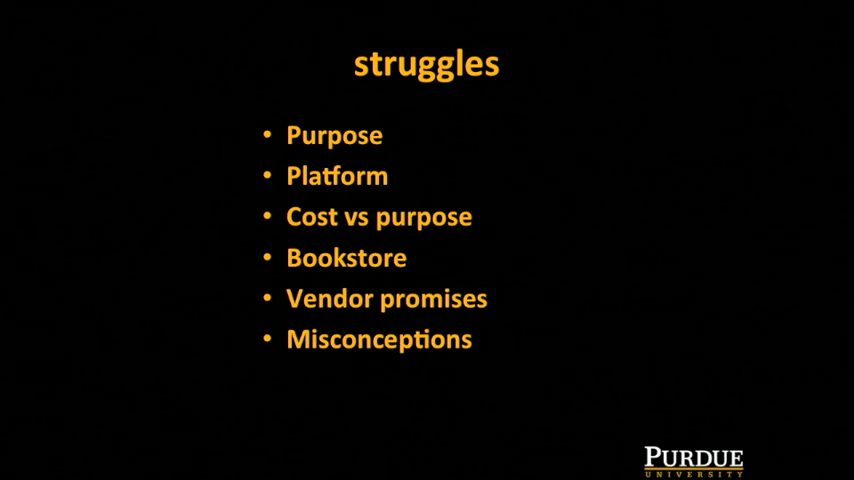 struggles
• Purpose
• Platform
• Cost vs purpose
• Bookstore
• Vendor promises
• Misconceptions
PURDUE
UNIVERSITY